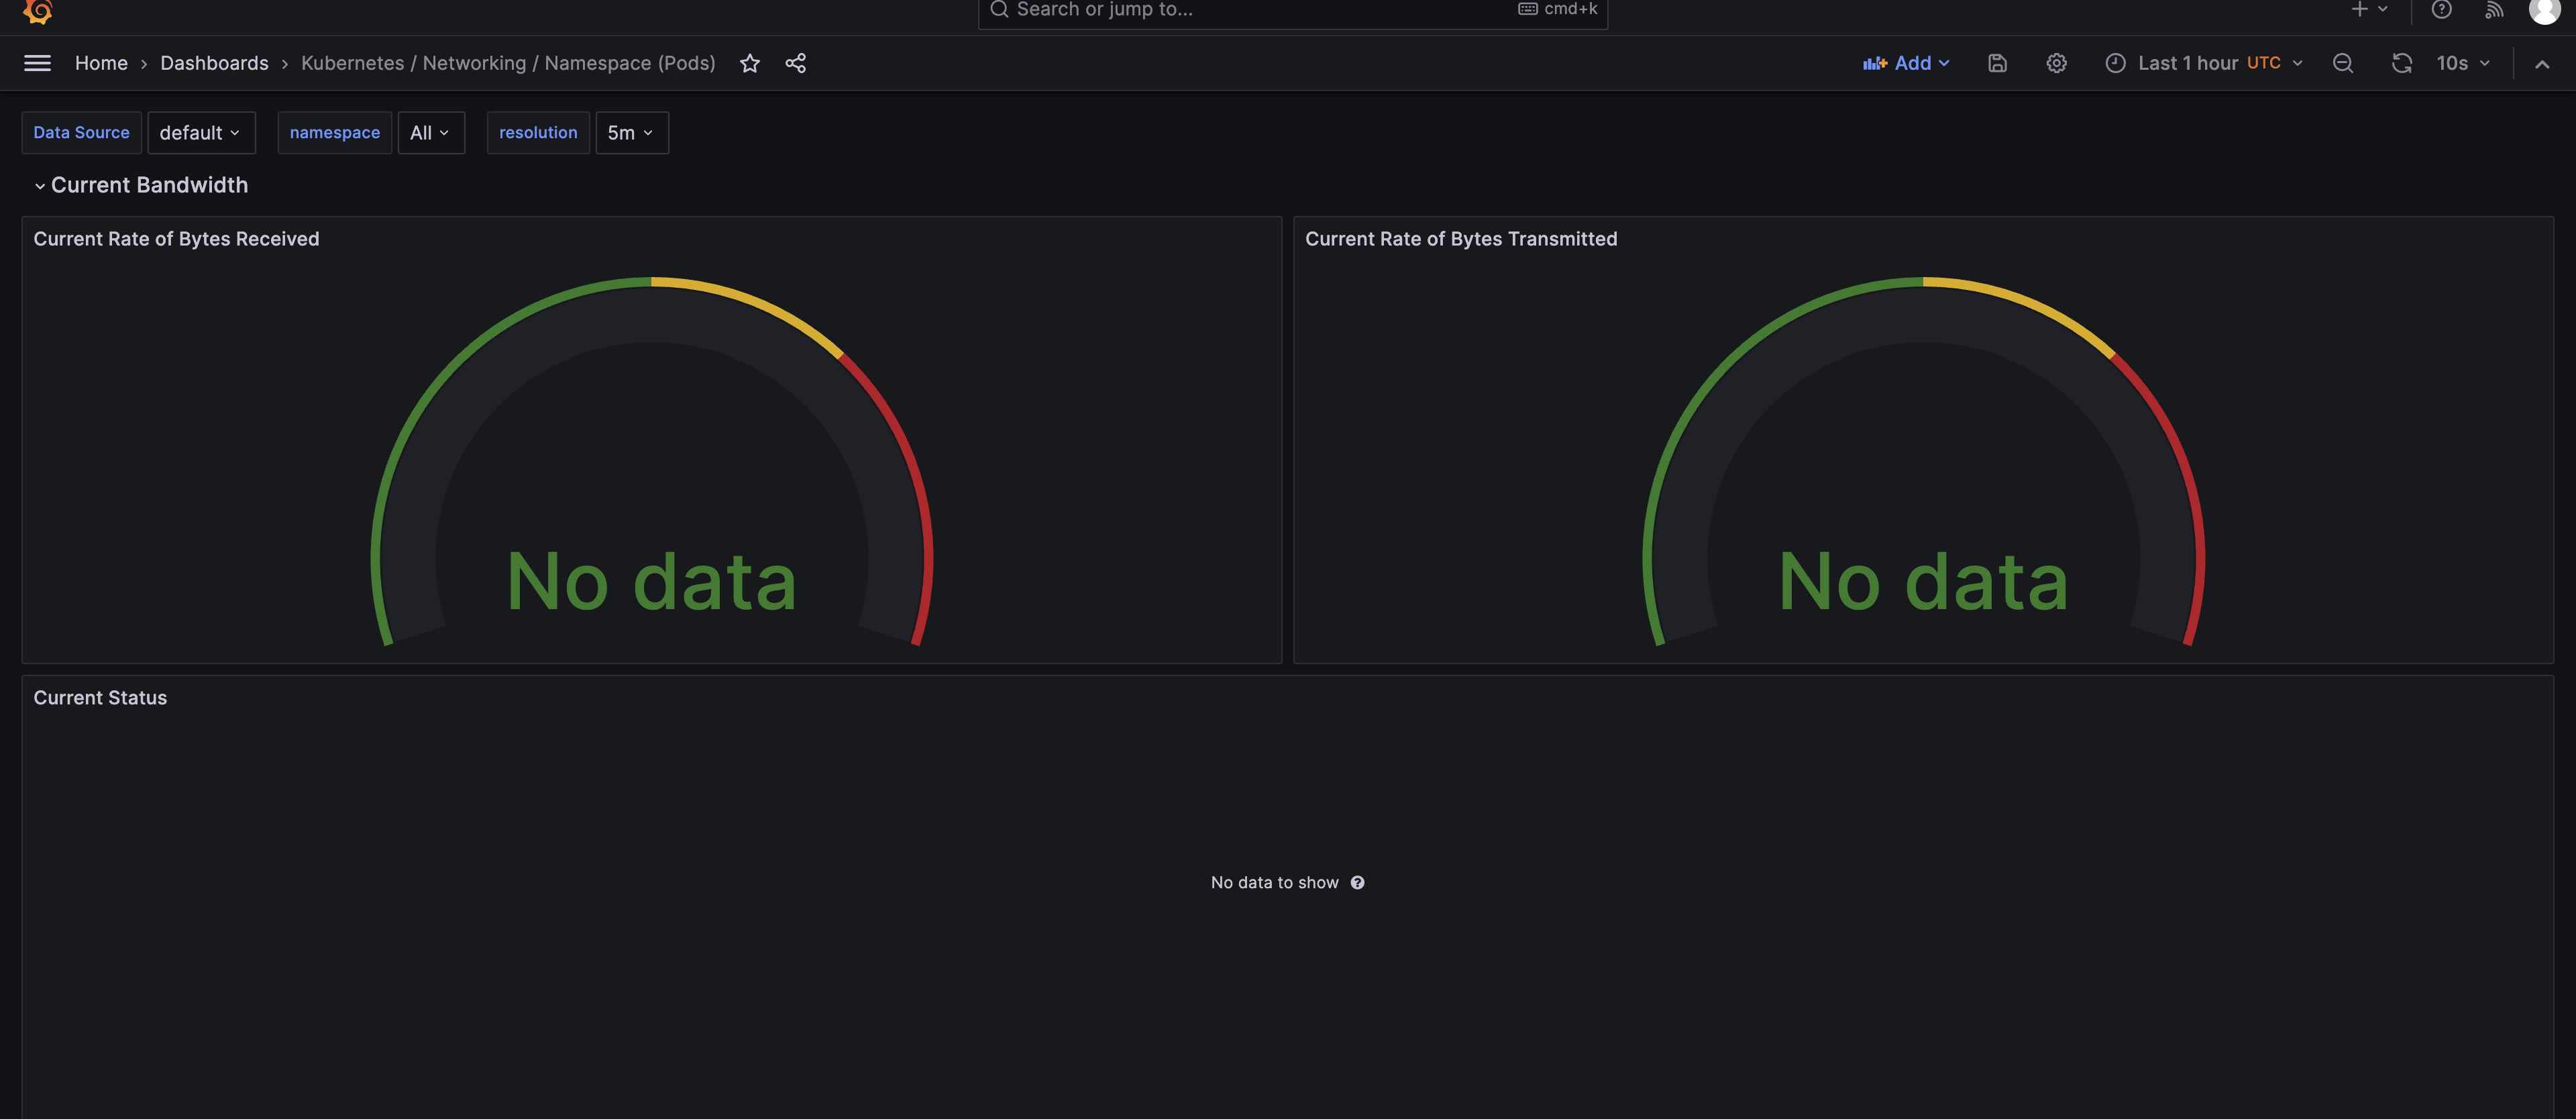 Search or jump to... cmd+k
Home › Dashboards › Kubernetes / Networking / Namespace (Pods) Add Last 1 hour UTC 10s
Data Source default namespace All resolution 5m
Current Bandwidth
Current Rate of Bytes Received
No data
Current Rate of Bytes Transmitted
No data
Current Status
No data to show